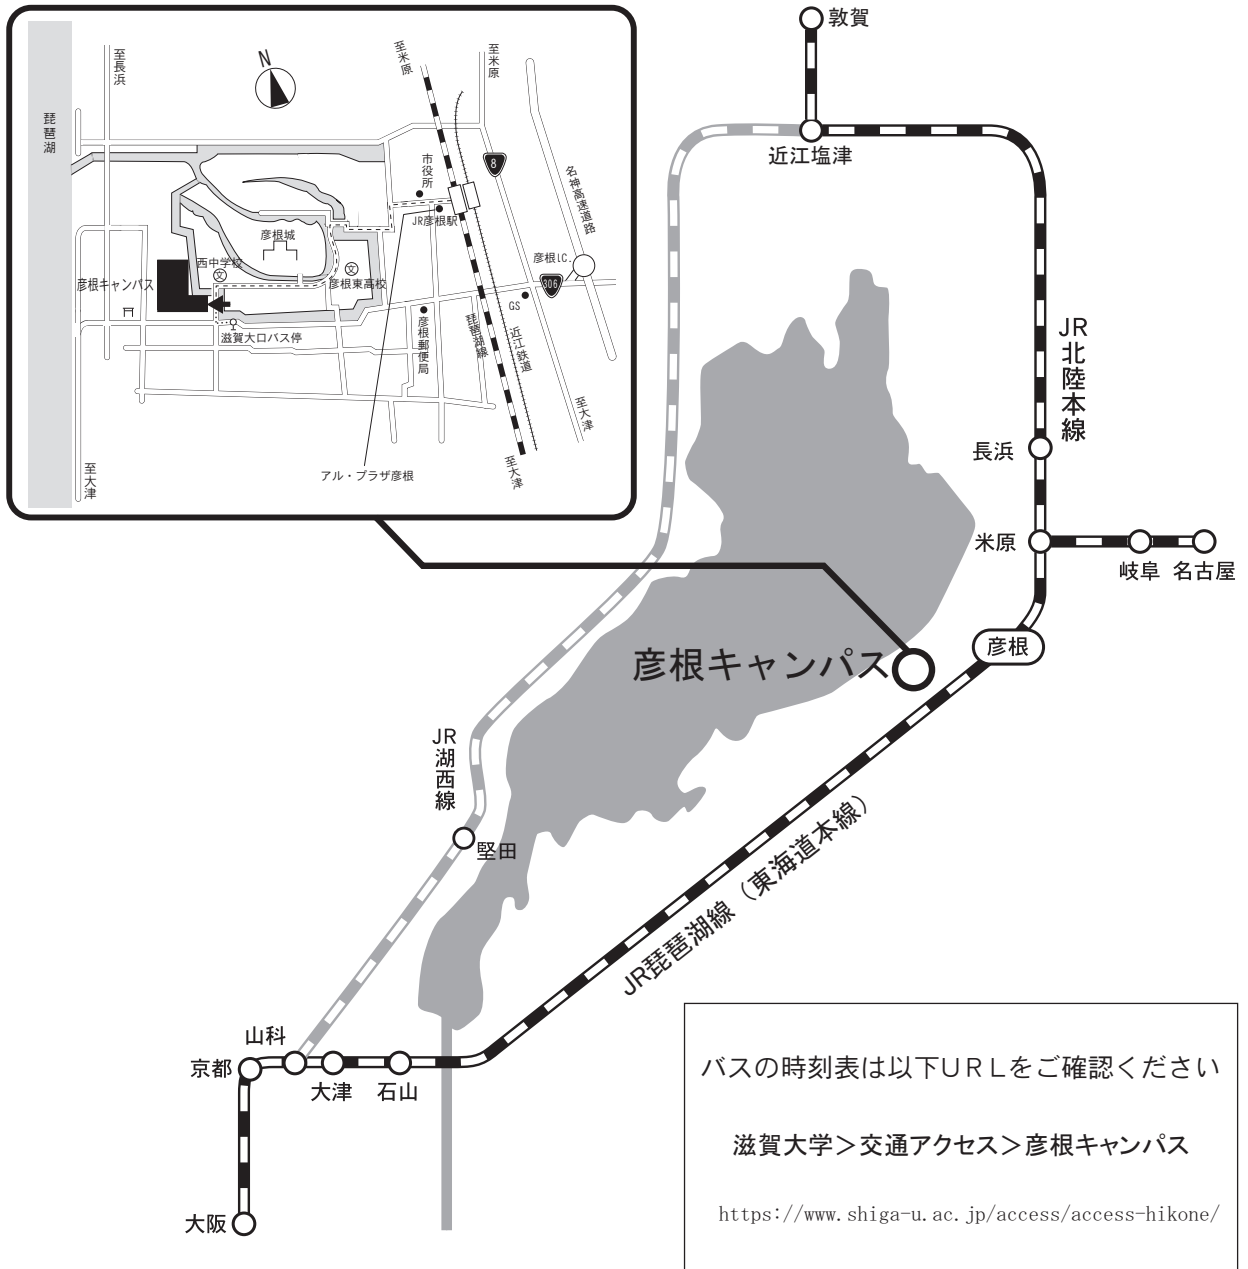 至長浜
N
至米原
至米原
琵琶湖
8
市役所
名神高速道路
JR彦根駅
彦根城
西中学校
文
文
彦根東高校
彦根IC.
306
彦根キャンパス
GS
滋賀大口バス停
彦根郵便局
琵琶湖線
近江鉄道
至大津
至大津
至大津
アル・プラザ彦根
敦賀
近江塩津
JR北陸本線
長浜
米原
岐阜
名古屋
彦根
彦根キャンパス
JR湖西線
堅田
JR琵琶湖線（東海道本線）
山科
京都
大津
石山
大阪
バスの時刻表は以下ＵＲＬをご確認ください
滋賀大学＞交通アクセス＞彦根キャンパス
https://www.shiga-u.ac.jp/access/access-hikone/